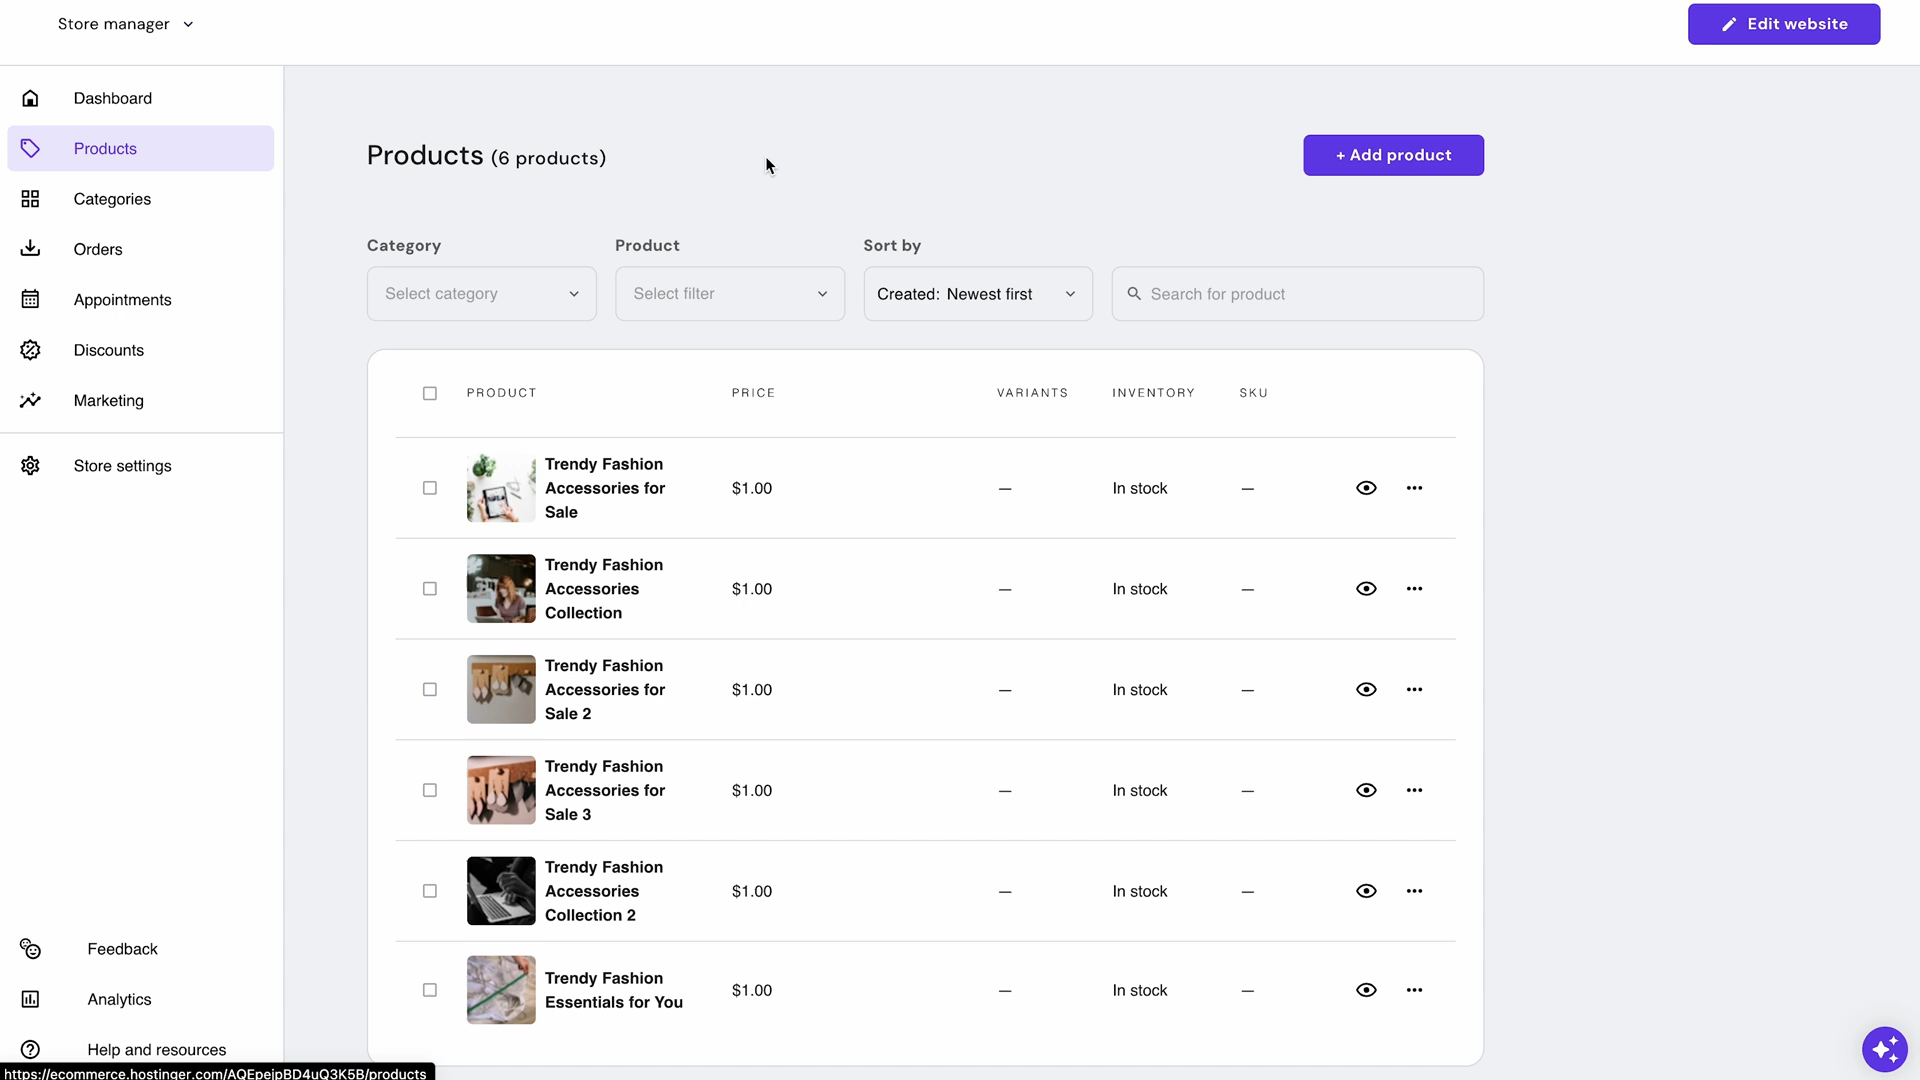 Store manager
Edit website
Dashboard
Products
Categories
Orders
Appointments
Discounts
Marketing
Store settings
Feedback
Analytics
Help and resources
https://ecommerce.hostinger.com/AQEpejpBD4uQ3K5B/products
Products (6 products)
+ Add product
Category
Product
Sort by
Select category
Select filter
Created: Newest first
Search for product
PRODUCT PRICE VARIANTS INVENTORY SKU
Trendy Fashion
Accessories for
Sale
$1.00 — In stock —
Trendy Fashion
Accessories
Collection
$1.00 — In stock —
Trendy Fashion
Accessories for
Sale 2
$1.00 — In stock —
Trendy Fashion
Accessories for
Sale 3
$1.00 — In stock —
Trendy Fashion
Accessories
Collection 2
$1.00 — In stock —
Trendy Fashion
Essentials for You
$1.00 — In stock —